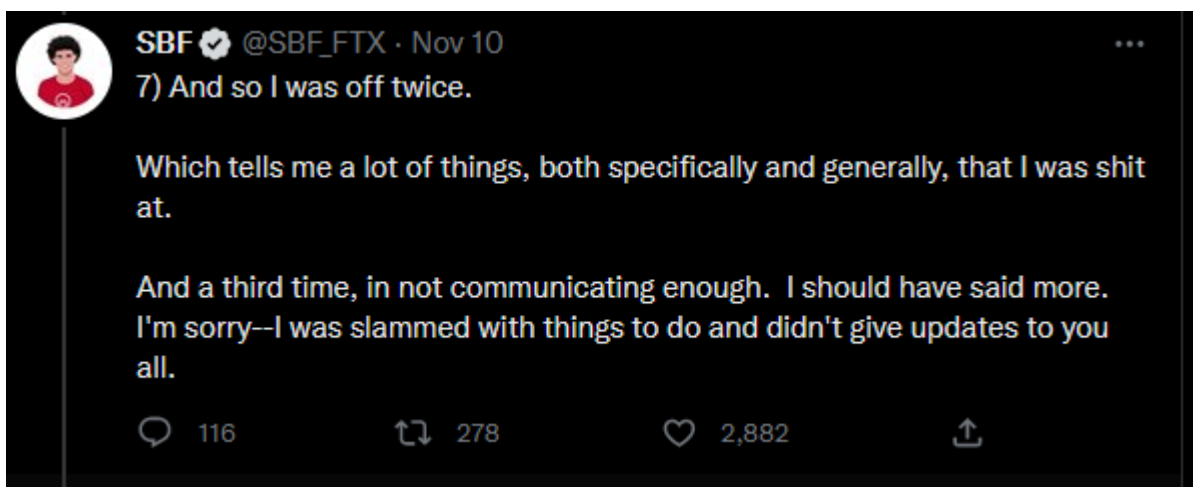 SBF @SBF_FTX · Nov 10
7) And so I was off twice.
Which tells me a lot of things, both specifically and generally, that I was shit
at.
And a third time, in not communicating enough.  I should have said more.
I'm sorry--I was slammed with things to do and didn't give updates to you
all.
116 278 2,882